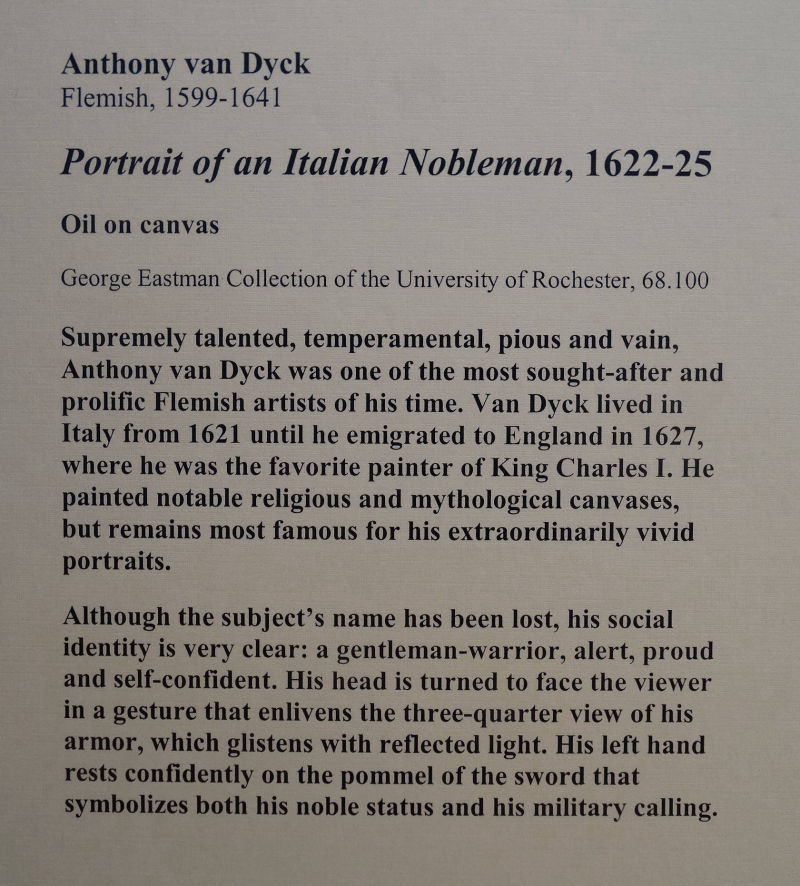 Anthony van Dyck
Flemish, 1599-1641
Portrait of an Italian Nobleman, 1622-25
Oil on canvas
George Eastman Collection of the University of Rochester, 68.100
Supremely talented, temperamental, pious and vain,
Anthony van Dyck was one of the most sought-after and
prolific Flemish artists of his time. Van Dyck lived in
Italy from 1621 until he emigrated to England in 1627,
where he was the favorite painter of King Charles I. He
painted notable religious and mythological canvases,
but remains most famous for his extraordinarily vivid
portraits.
Although the subject's name has been lost, his social
identity is very clear: a gentleman-warrior, alert, proud
and self-confident. His head is turned to face the viewer
in a gesture that enlivens the three-quarter view of his
armor, which glistens with reflected light. His left hand
rests confidently on the pommel of the sword that
symbolizes both his noble status and his military calling.